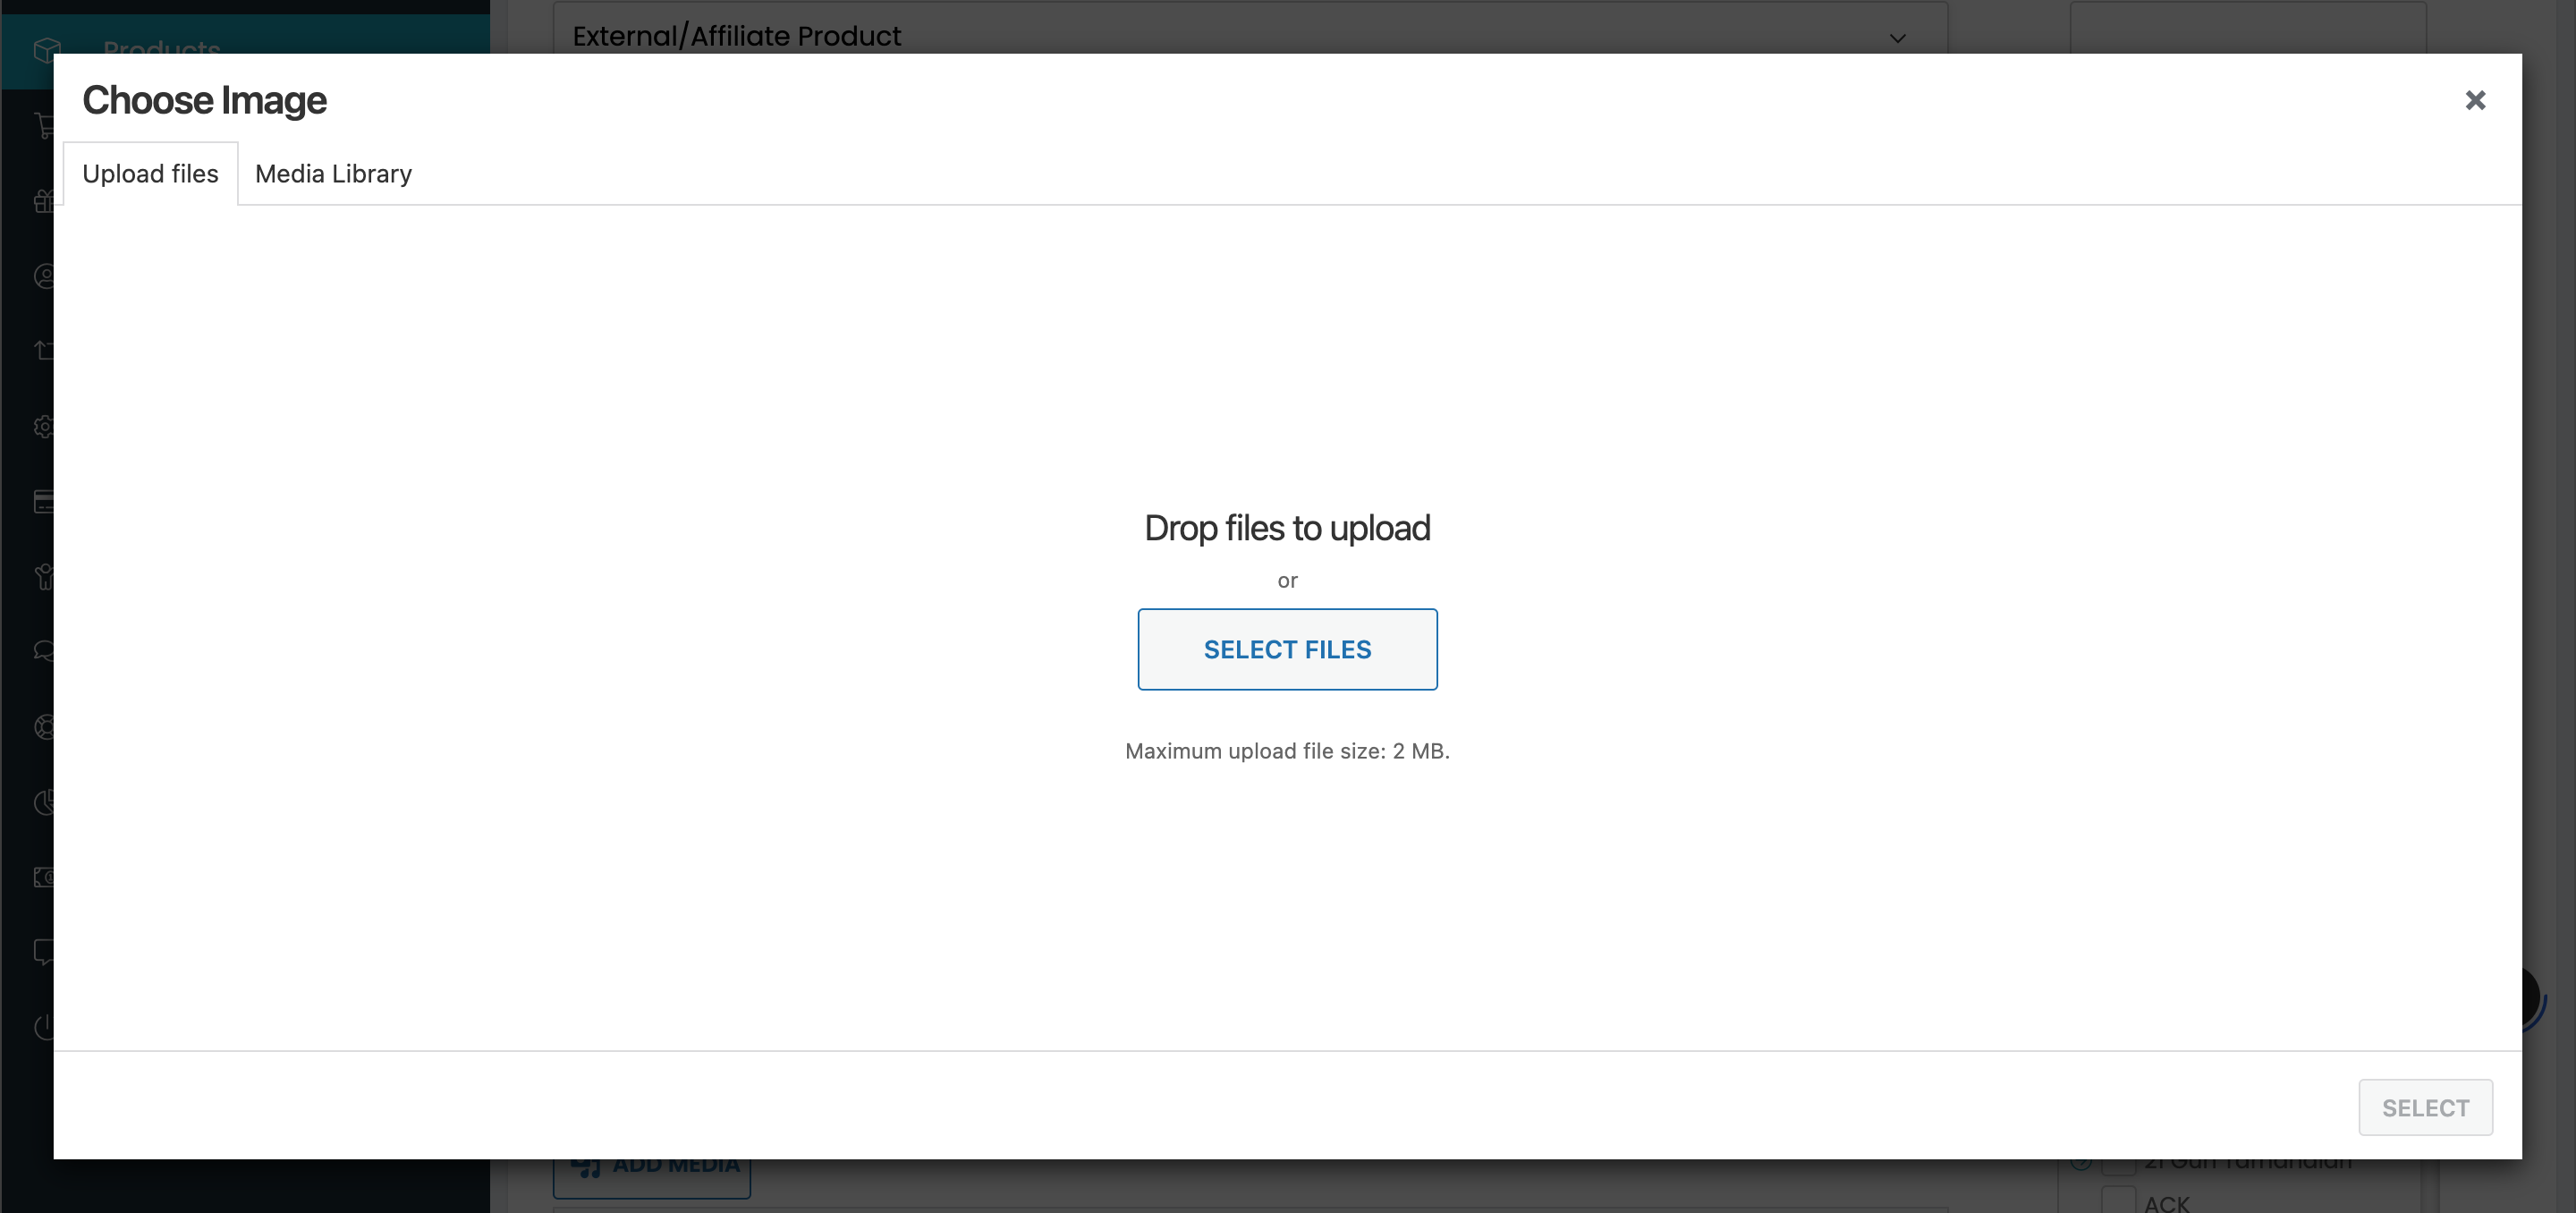 Products
External/Affiliate Product
Choose Image
Upload files
Media Library
Drop files to upload
or
SELECT FILES
Maximum upload file size: 2 MB.
SELECT
ADD MEDIA
ACK